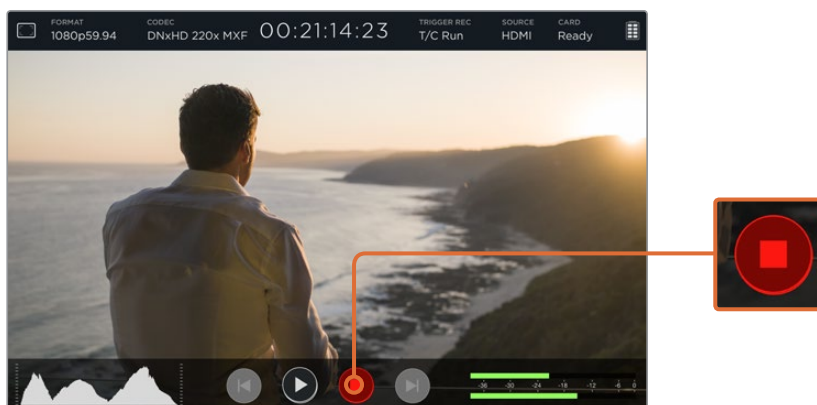 FORMAT
1080p59.94
CODEC
DNxHD 220x MXF
00:21:14:23
TRIGGER REC
T/C Run
SOURCE
HDMI
CARD
Ready
-36 -30 -24 -18 -12 -6 0